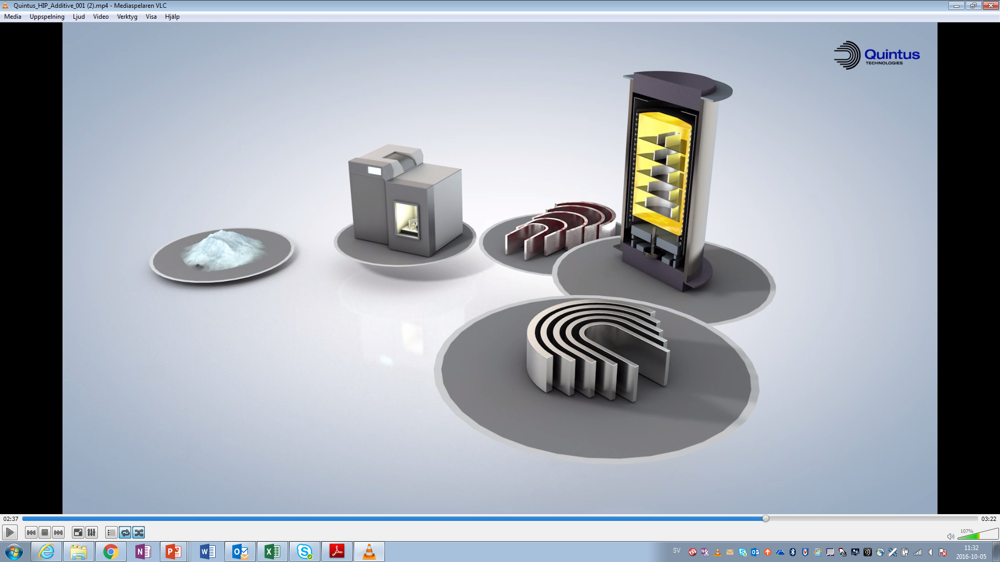 Quintus_HIP_Additive_001 (2).mp4 - Mediaspelaren VLC
Media Uppspelning Ljud Video Verktyg Visa Hjälp
Quintus
TECHNOLOGIES
02:37
03:22
107%
SV
11:32
2016-10-05